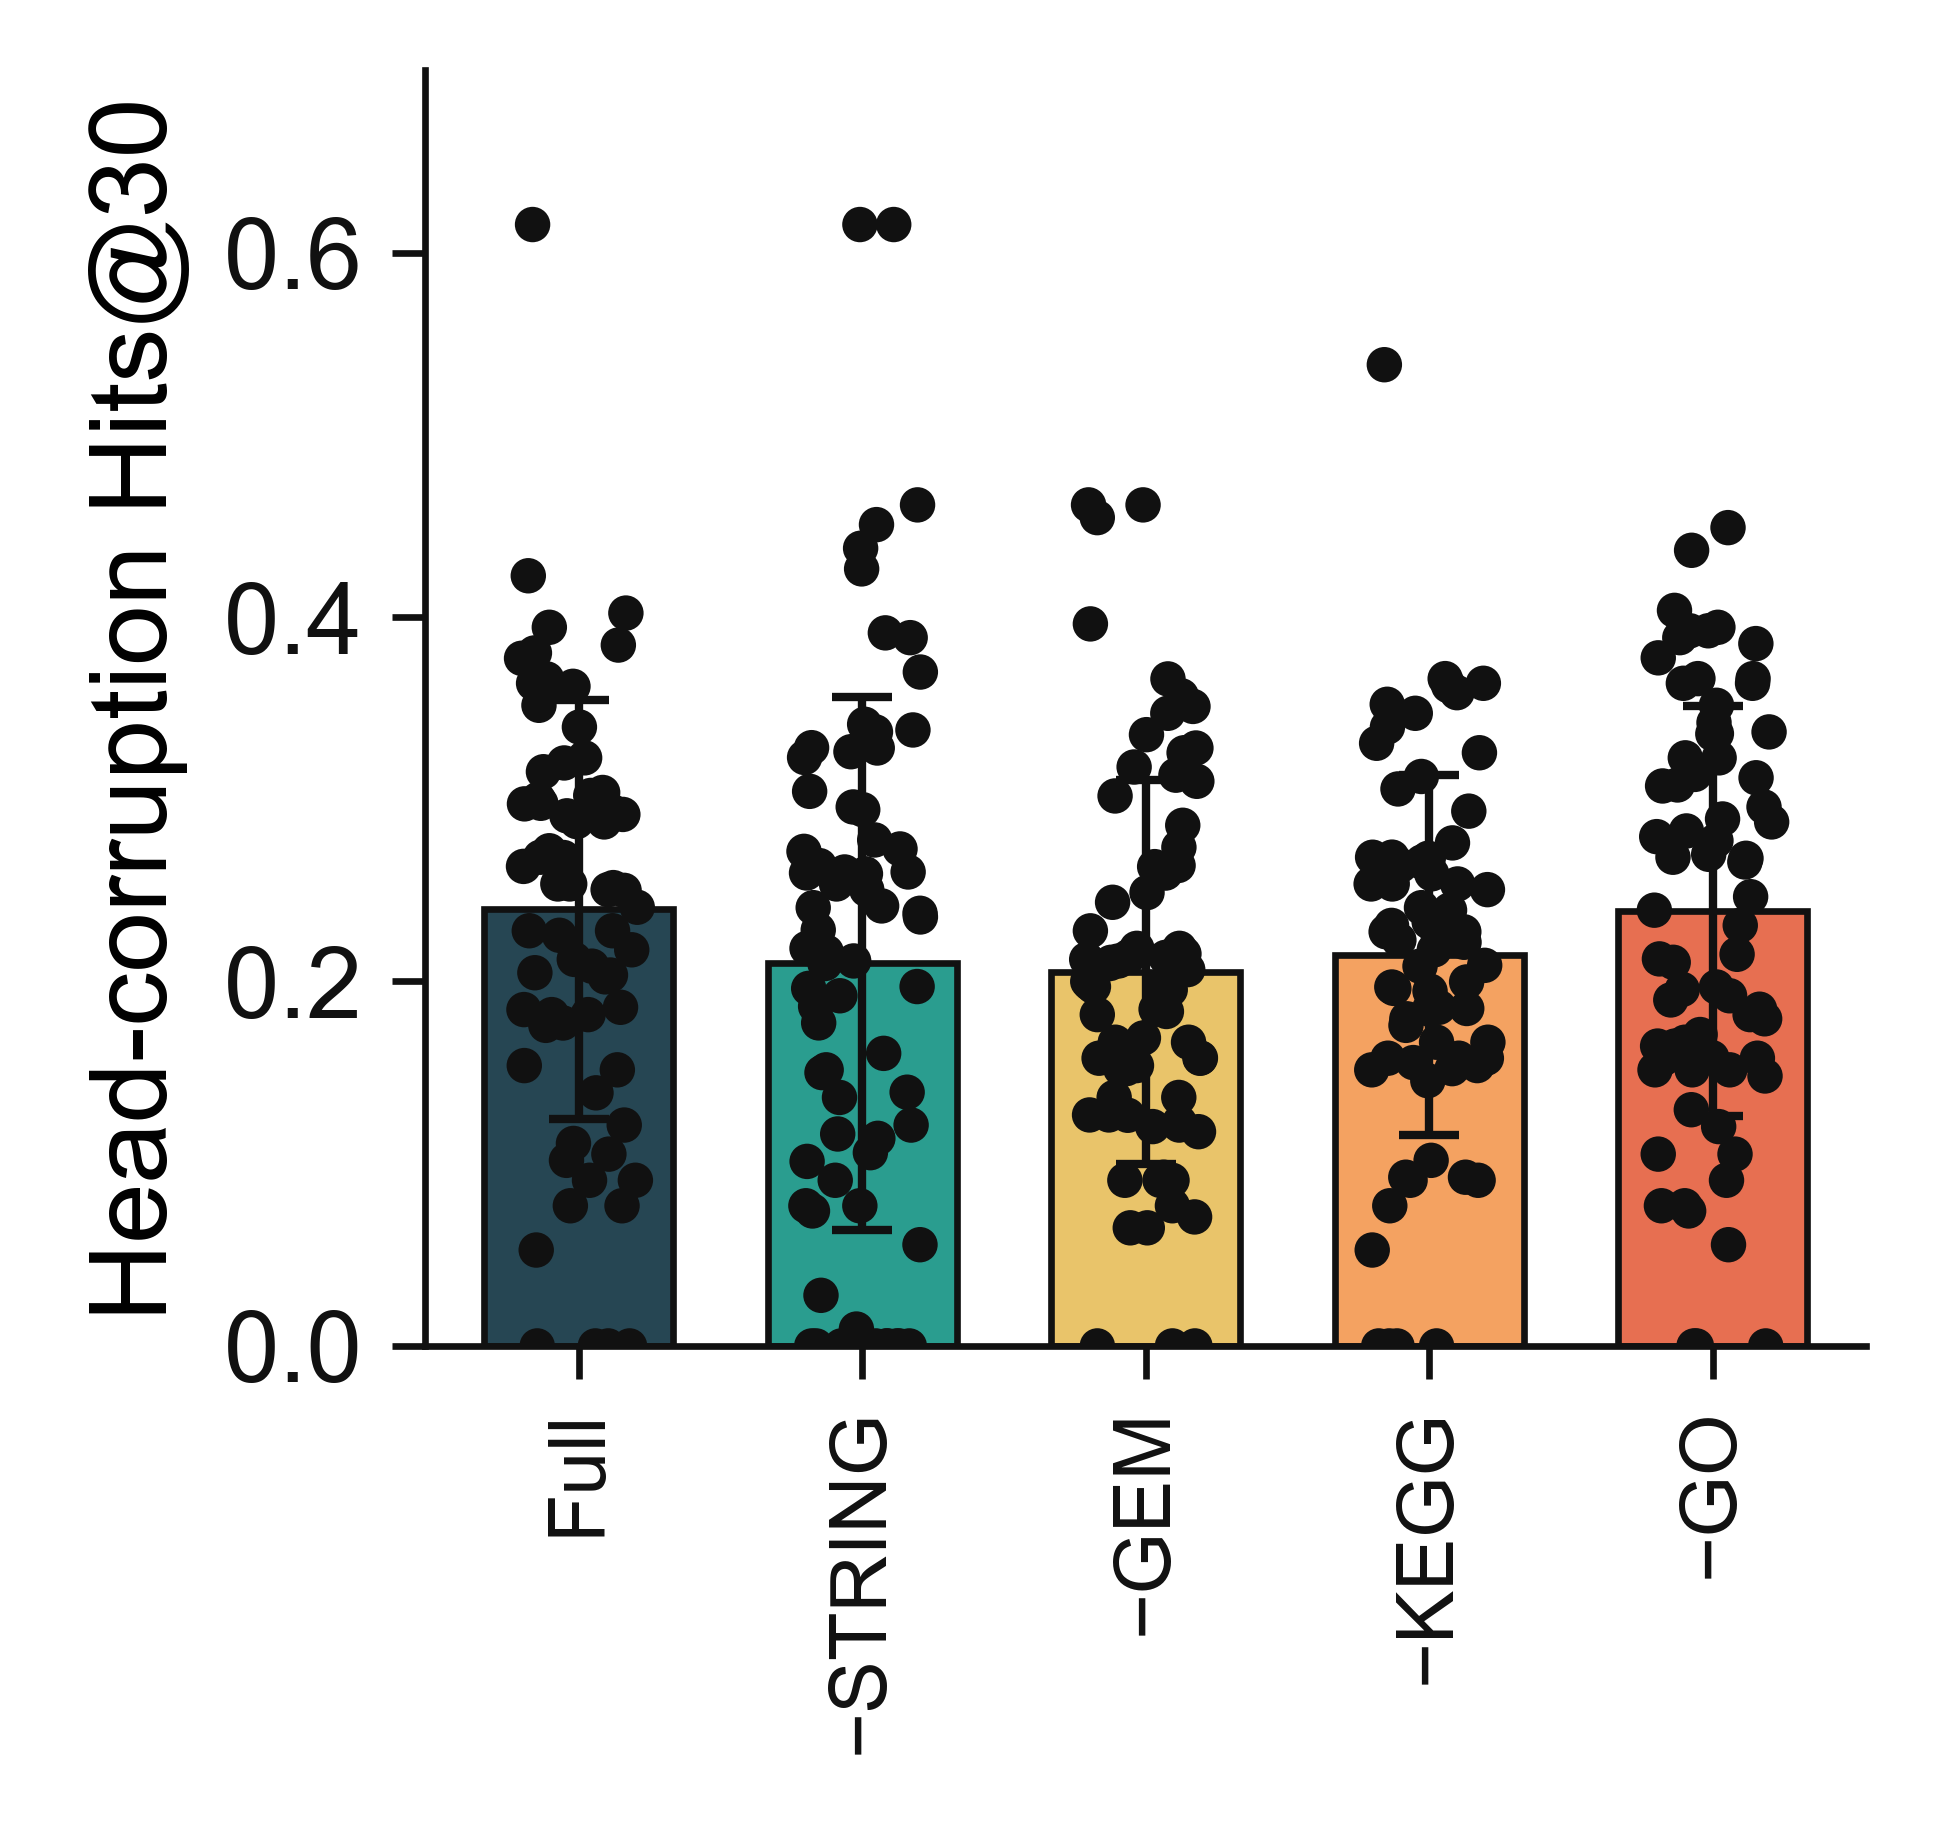 Head-corruption Hits@30
0.6
0.4
0.2
0.0
Full
−STRING
−GEM
−KEGG
−GO